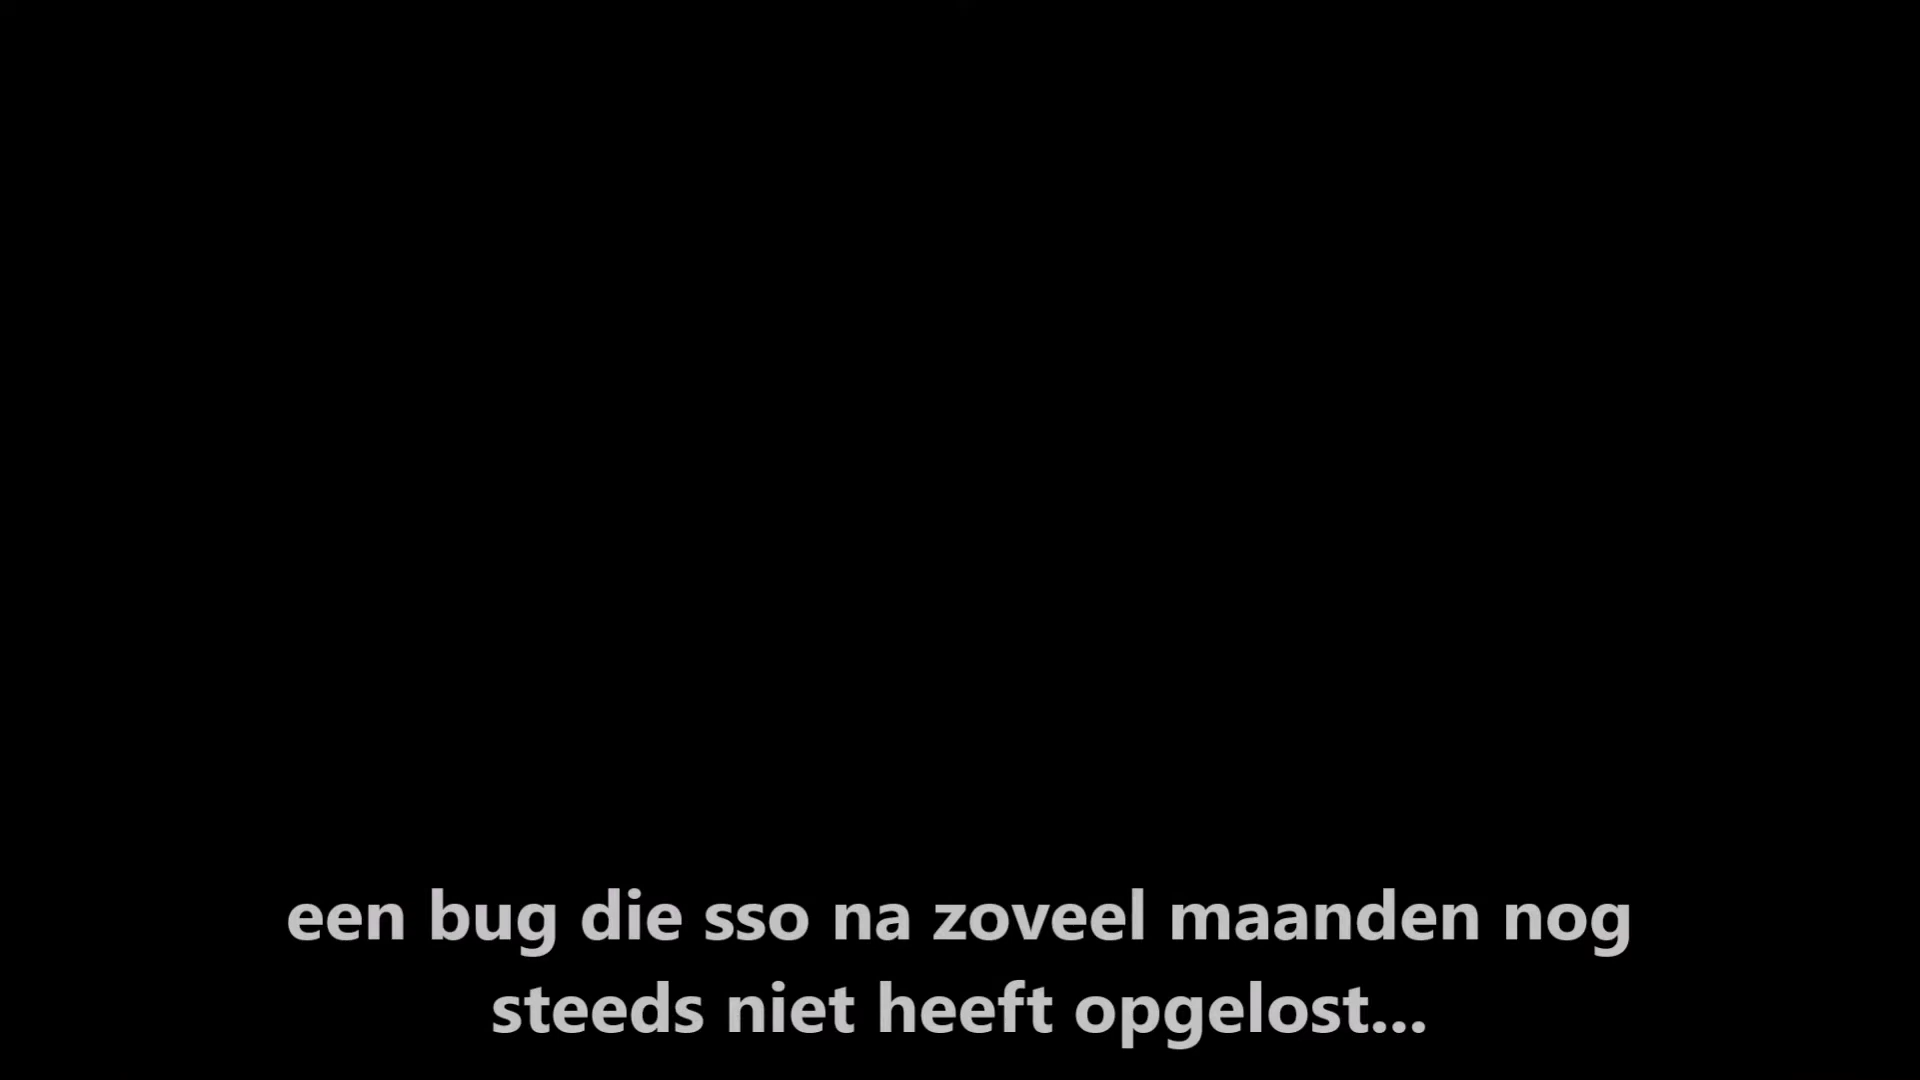 een bug die sso na zoveel maanden nog
steeds niet heeft opgelost...